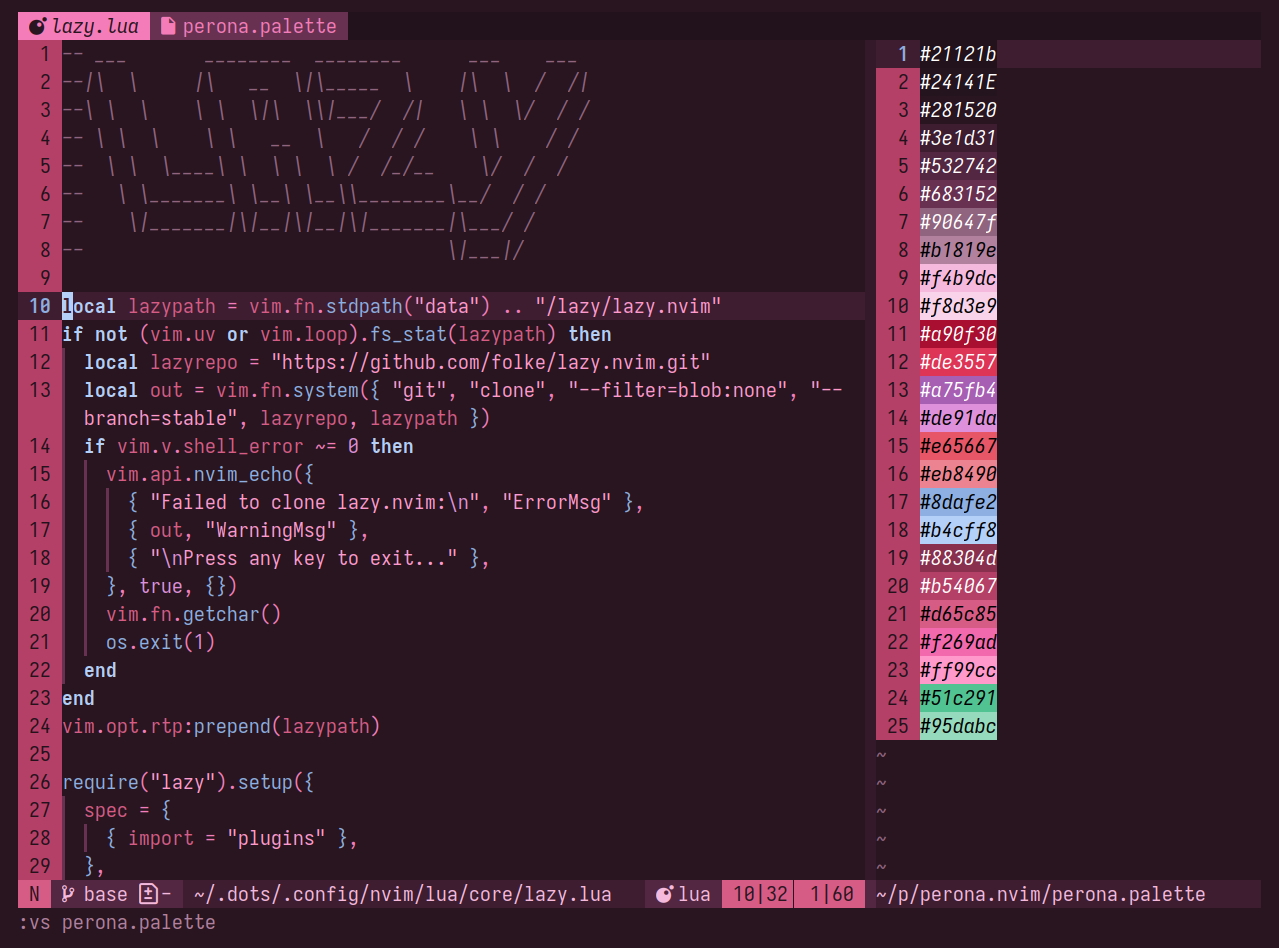 lazy.lua perona.palette
1 -- ___ ________ ________ ___ ___
2 --|\ \ |\ __ \|\_____ \ |\ \ / /|
3 --\ \ \ \ \ \|\ \\|___/ /| \ \ \/ / /
4 -- \ \ \ \ \ __ \ / / / \ \ / /
5 -- \ \ \____\ \ \ \ \ / /_/__ \/ / /
6 -- \ \_______\ \__\ \__\\________\__/ / /
7 -- \|_______|\|__|\|__|\|_______|\___/ /
8 -- \|___|/
9
10 local lazypath = vim.fn.stdpath("data") .. "/lazy/lazy.nvim"
11 if not (vim.uv or vim.loop).fs_stat(lazypath) then
12 local lazyrepo = "https://github.com/folke/lazy.nvim.git"
13 local out = vim.fn.system({ "git", "clone", "--filter=blob:none", "--
branch=stable", lazyrepo, lazypath })
14 if vim.v.shell_error ~= 0 then
15 vim.api.nvim_echo({
16 { "Failed to clone lazy.nvim:\n", "ErrorMsg" },
17 { out, "WarningMsg" },
18 { "\nPress any key to exit..." },
19 }, true, {})
20 vim.fn.getchar()
21 os.exit(1)
22 end
23 end
24 vim.opt.rtp:prepend(lazypath)
25
26 require("lazy").setup({
27 spec = {
28 { import = "plugins" },
29 },
1 #21121b
2 #24141E
3 #281520
4 #3e1d31
5 #532742
6 #683152
7 #90647f
8 #b1819e
9 #f4b9dc
10 #f8d3e9
11 #a90f30
12 #de3557
13 #a75fb4
14 #de91da
15 #e65667
16 #eb8490
17 #8dafe2
18 #b4cff8
19 #88304d
20 #b54067
21 #d65c85
22 #f269ad
23 #ff99cc
24 #51c291
25 #95dabc
~
~
~
~
~
N base - ~/.dots/.config/nvim/lua/core/lazy.lua lua 10|32 1|60 ~/p/perona.nvim/perona.palette
:vs perona.palette